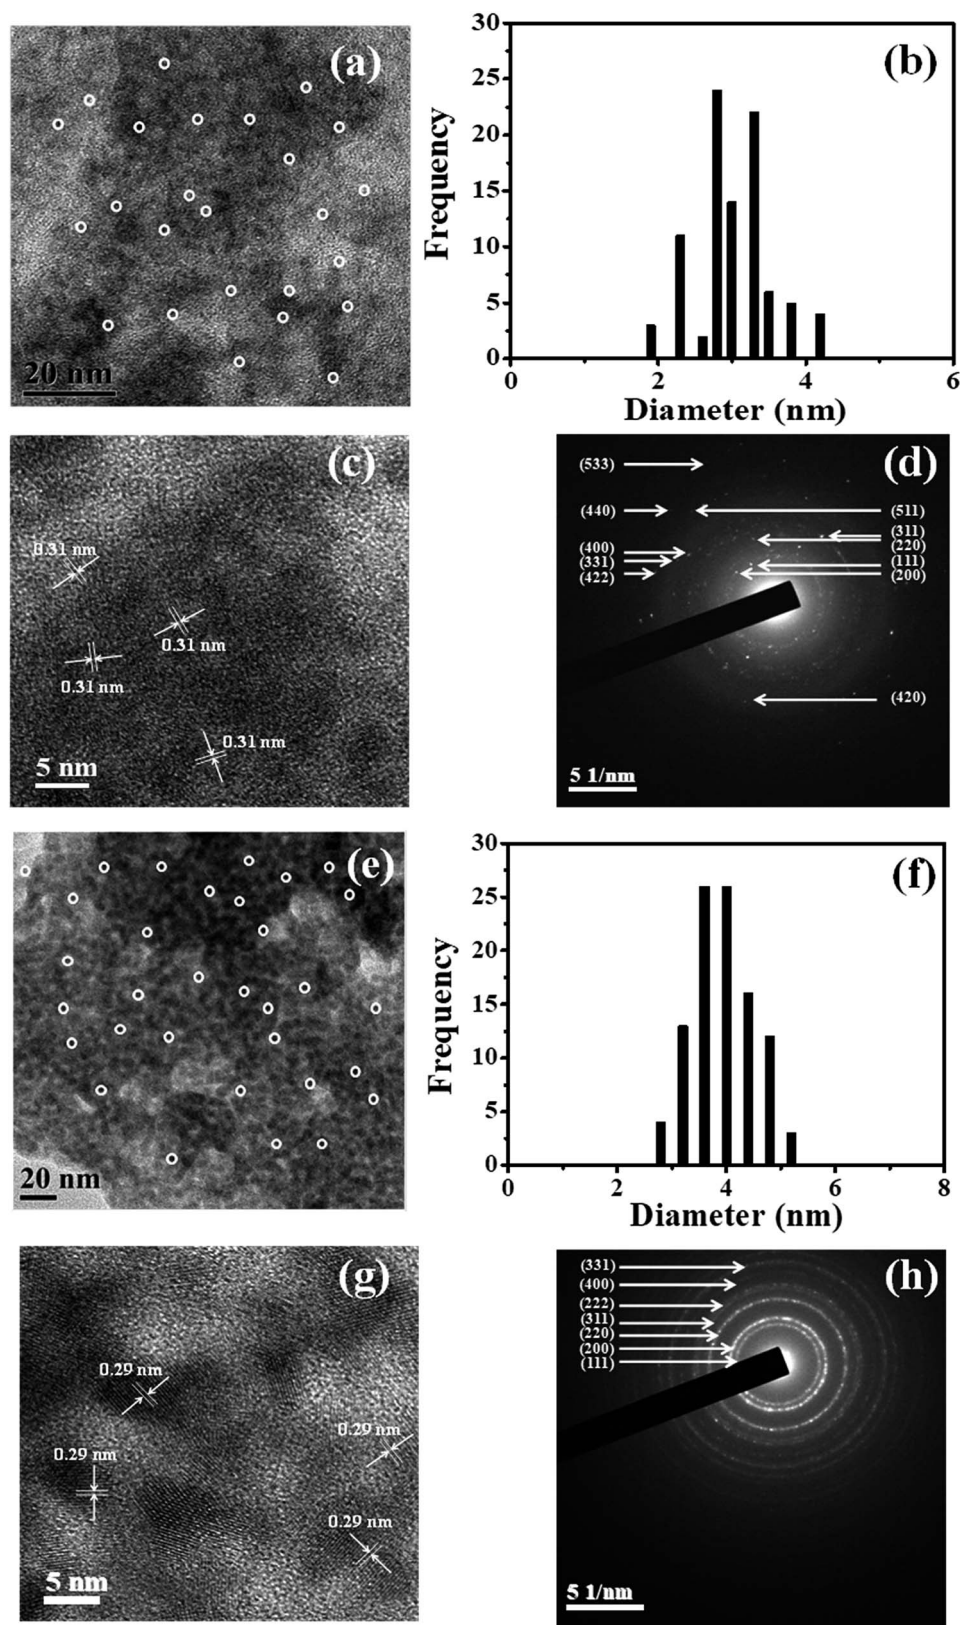 (a)
20 nm
(b)
30
25
20
15
10
5
0
Frequency
0 2 4 6
Diameter (nm)
(c)
0.31 nm
0.31 nm
0.31 nm
0.31 nm
5 nm
(d)
(533)
(440) (511)
(311)
(400) (220)
(331) (111)
(422) (200)
(420)
5 1/nm
(e)
20 nm
(f)
30
25
20
15
10
5
0
Frequency
0 2 4 6 8
Diameter (nm)
(g)
0.29 nm
0.29 nm
0.29 nm
0.29 nm
5 nm
(h)
(331)
(400)
(222)
(311)
(220)
(200)
(111)
5 1/nm